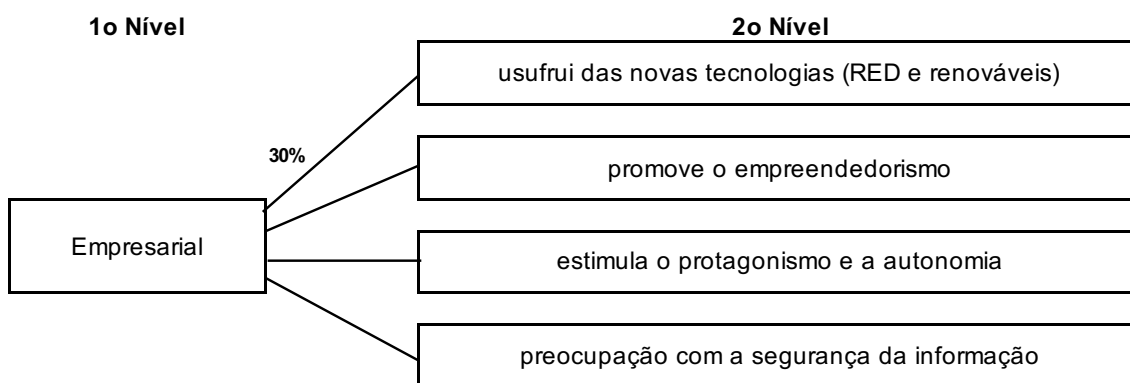 1o Nível
2o Nível
usufrui das novas tecnologias (RED e renováveis)
30%
promove o empreendedorismo
Empresarial
estimula o protagonismo e a autonomia
preocupação com a segurança da informação